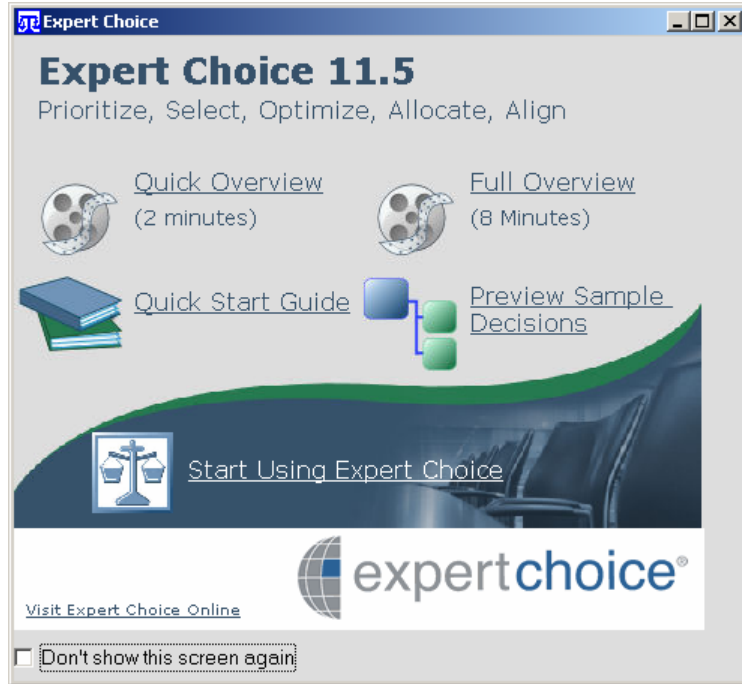 Expert Choice
Expert Choice 11.5
Prioritize, Select, Optimize, Allocate, Align
Quick Overview
(2 minutes)
Full Overview
(8 Minutes)
Quick Start Guide
Preview Sample
Decisions
Start Using Expert Choice
expertchoice®
Visit Expert Choice Online
Don't show this screen again